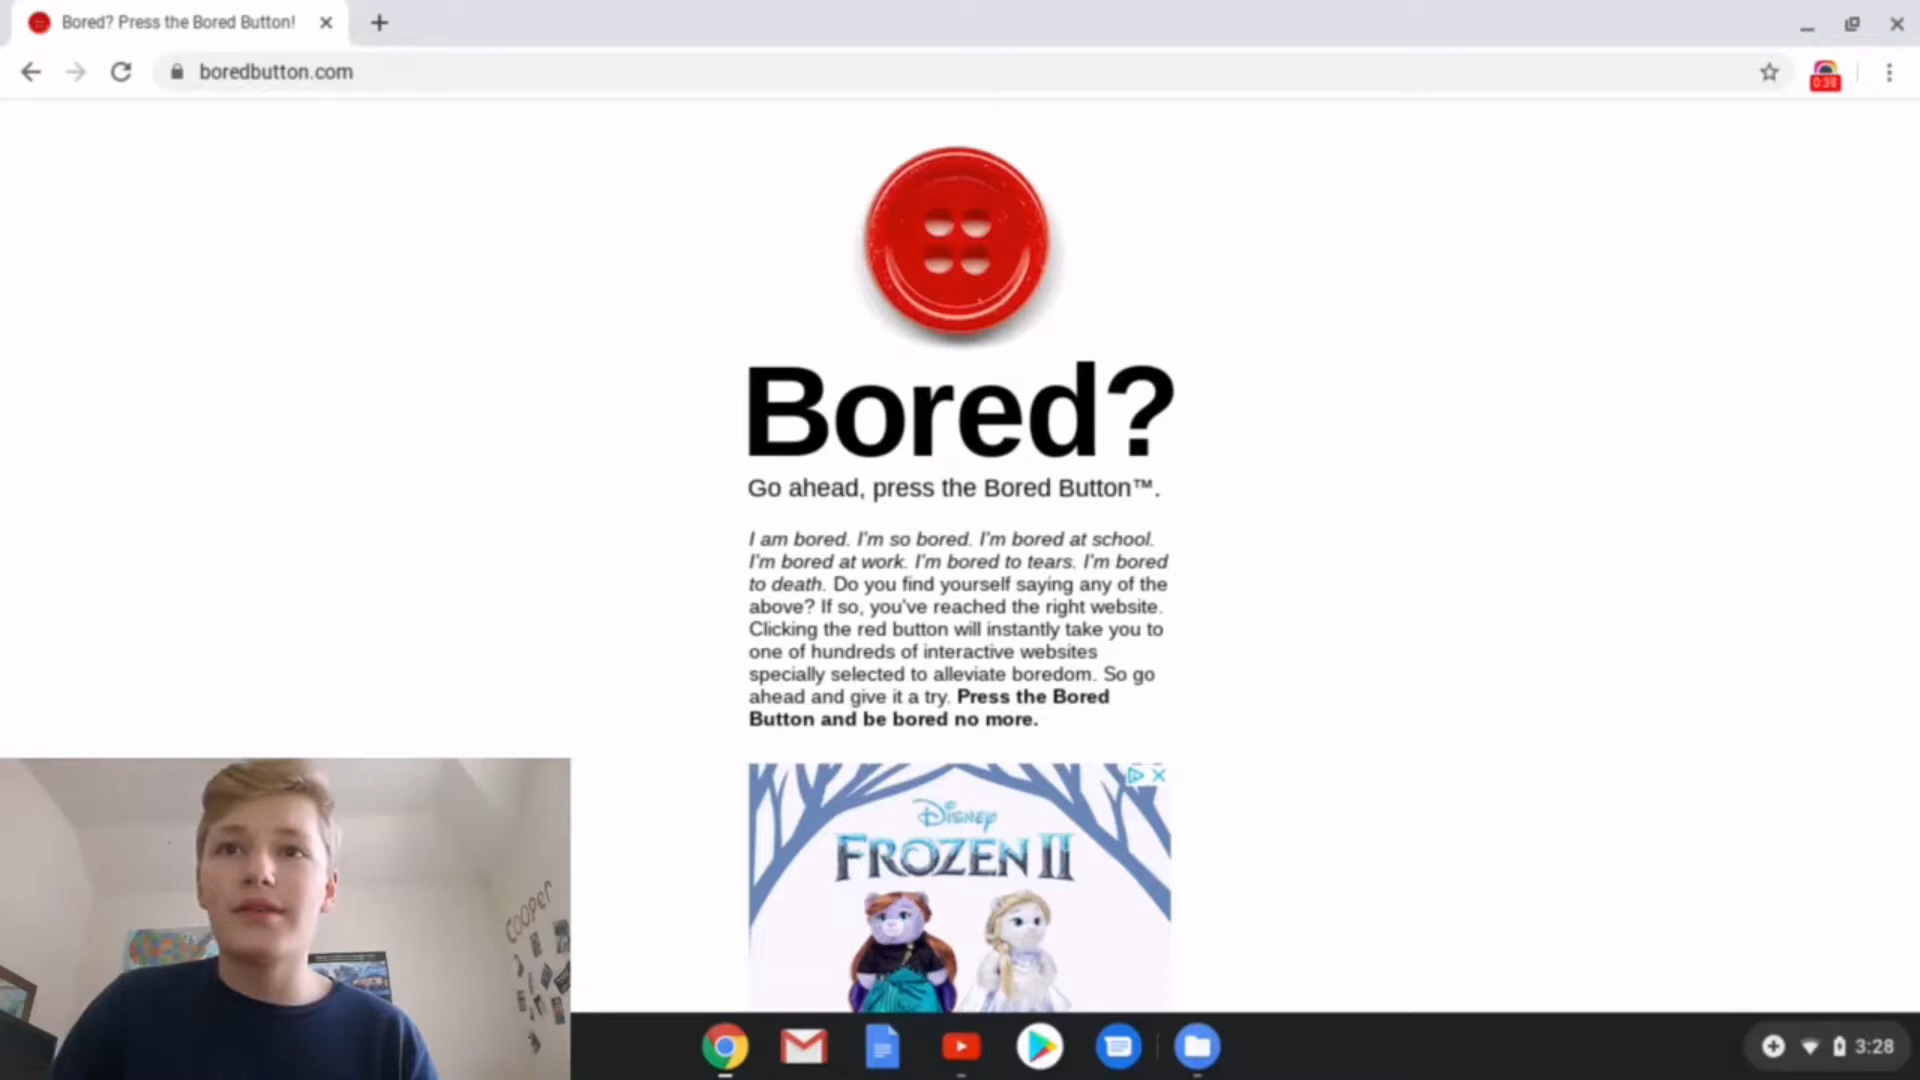 Bored? Press the Bored Button!
boredbutton.com
0:38
Bored?
Go ahead, press the Bored Button™.
I am bored. I'm so bored. I'm bored at school.
I'm bored at work. I'm bored to tears. I'm bored
to death. Do you find yourself saying any of the
above? If so, you've reached the right website.
Clicking the red button will instantly take you to
one of hundreds of interactive websites
specially selected to alleviate boredom. So go
ahead and give it a try. Press the Bored
Button and be bored no more.
Disney
FROZEN II
COOPER
3:28